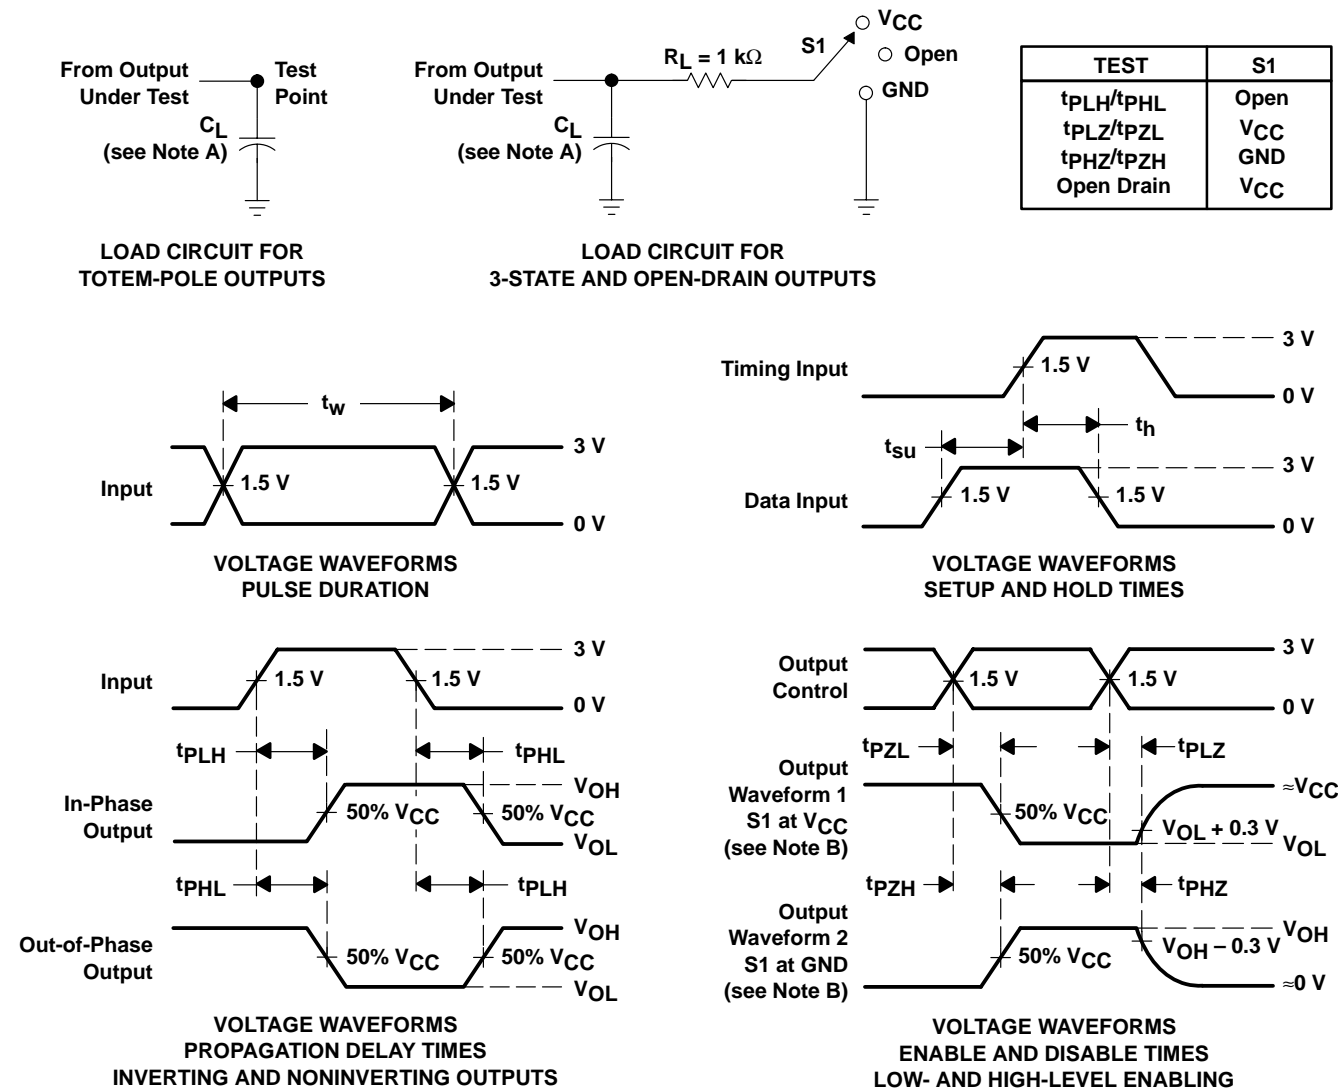 From Output
Under Test
Test
Point
CL
(see Note A)
LOAD CIRCUIT FOR
TOTEM-POLE OUTPUTS
From Output
Under Test
RL = 1 kΩ
S1
VCC
Open
GND
CL
(see Note A)
LOAD CIRCUIT FOR
3-STATE AND OPEN-DRAIN OUTPUTS
TEST S1
tPLH/tPHL Open
tPLZ/tPZL VCC
tPHZ/tPZH GND
Open Drain VCC
tw
Input
1.5 V
1.5 V
3 V
0 V
VOLTAGE WAVEFORMS
PULSE DURATION
Timing Input
1.5 V
3 V
0 V
tsu
th
Data Input
1.5 V
1.5 V
3 V
0 V
VOLTAGE WAVEFORMS
SETUP AND HOLD TIMES
Input
1.5 V
1.5 V
3 V
0 V
tPLH
tPHL
In-Phase
Output
50% VCC
50% VCC
VOH
VOL
tPHL
tPLH
Out-of-Phase
Output
50% VCC
50% VCC
VOH
VOL
VOLTAGE WAVEFORMS
PROPAGATION DELAY TIMES
INVERTING AND NONINVERTING OUTPUTS
Output
Control
1.5 V
1.5 V
3 V
0 V
tPZL
tPLZ
Output
Waveform 1
S1 at VCC
(see Note B)
50% VCC
VOL + 0.3 V
≈VCC
VOL
tPZH
tPHZ
Output
Waveform 2
S1 at GND
(see Note B)
50% VCC
VOH – 0.3 V
VOH
≈0 V
VOLTAGE WAVEFORMS
ENABLE AND DISABLE TIMES
LOW- AND HIGH-LEVEL ENABLING